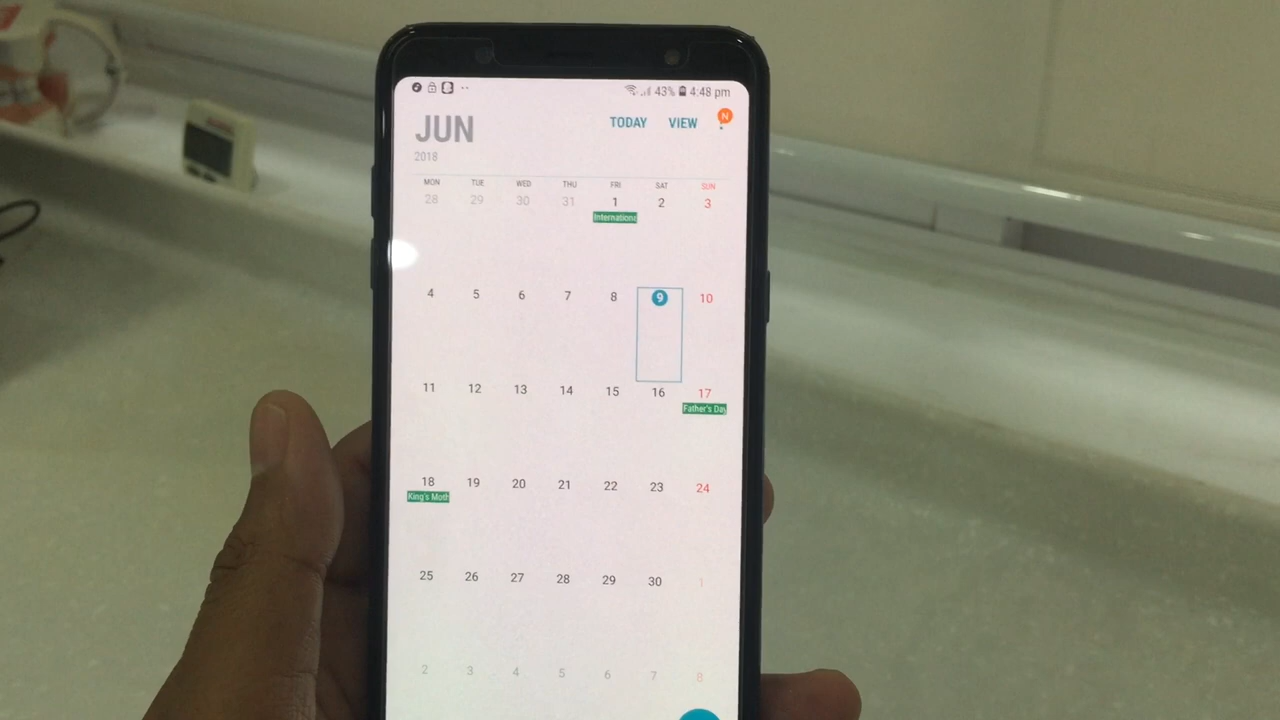 43% 4:48 pm
JUN TODAY VIEW N
2018
MON TUE WED THU FRI SAT SUN
28 29 30 31 1 2 3
Internationa
4 5 6 7 8 9 10
11 12 13 14 15 16 17
Father's Day
18 19 20 21 22 23 24
King's Moth
25 26 27 28 29 30 1
2 3 4 5 6 7 8